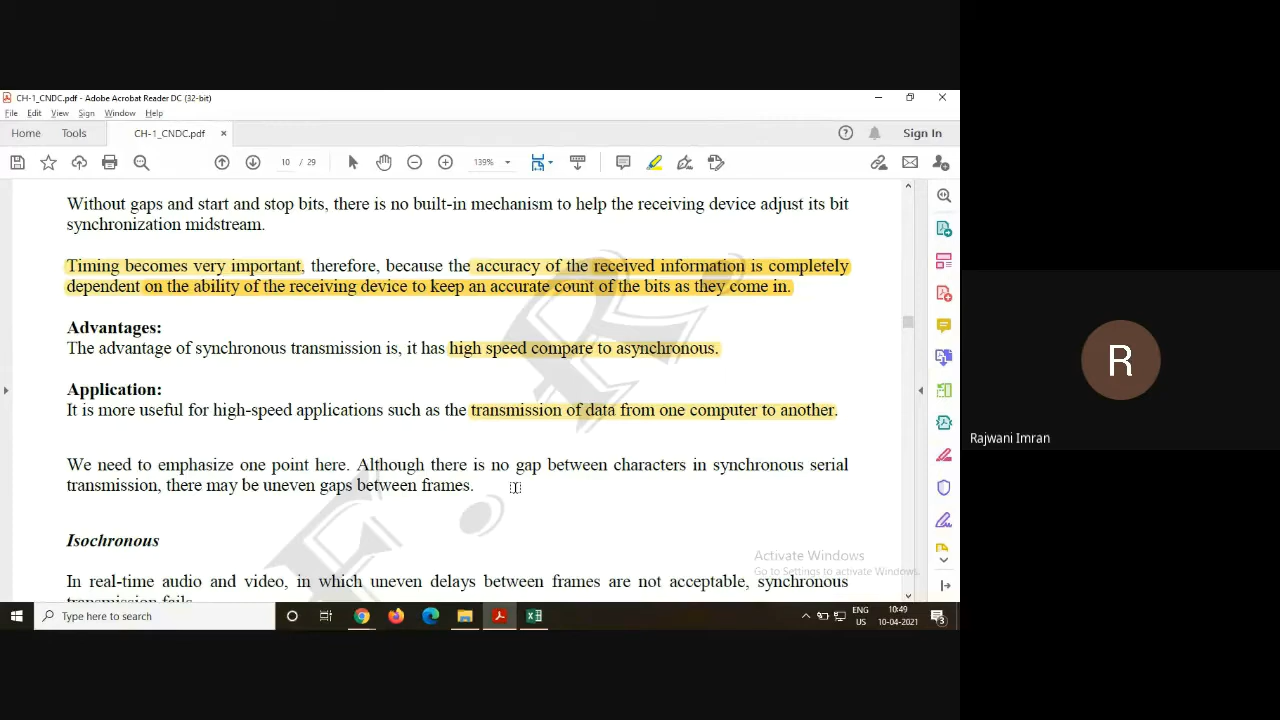 CH-1_CNDC.pdf - Adobe Acrobat Reader DC (32-bit)
File Edit View Sign Window Help
Home Tools CH-1_CNDC.pdf × Sign In
10 / 29 139%
Without gaps and start and stop bits, there is no built-in mechanism to help the receiving device adjust its bit
synchronization midstream.
Timing becomes very important, therefore, because the accuracy of the received information is completely
dependent on the ability of the receiving device to keep an accurate count of the bits as they come in.
Advantages:
The advantage of synchronous transmission is, it has high speed compare to asynchronous.
Application:
It is more useful for high-speed applications such as the transmission of data from one computer to another.
We need to emphasize one point here. Although there is no gap between characters in synchronous serial
transmission, there may be uneven gaps between frames.
Isochronous
In real-time audio and video, in which uneven delays between frames are not acceptable, synchronous
transmission fails.
Activate Windows
Go to Settings to activate Windows.
Type here to search
ENG
US
10:49
10-04-2021
3
R
Rajwani Imran